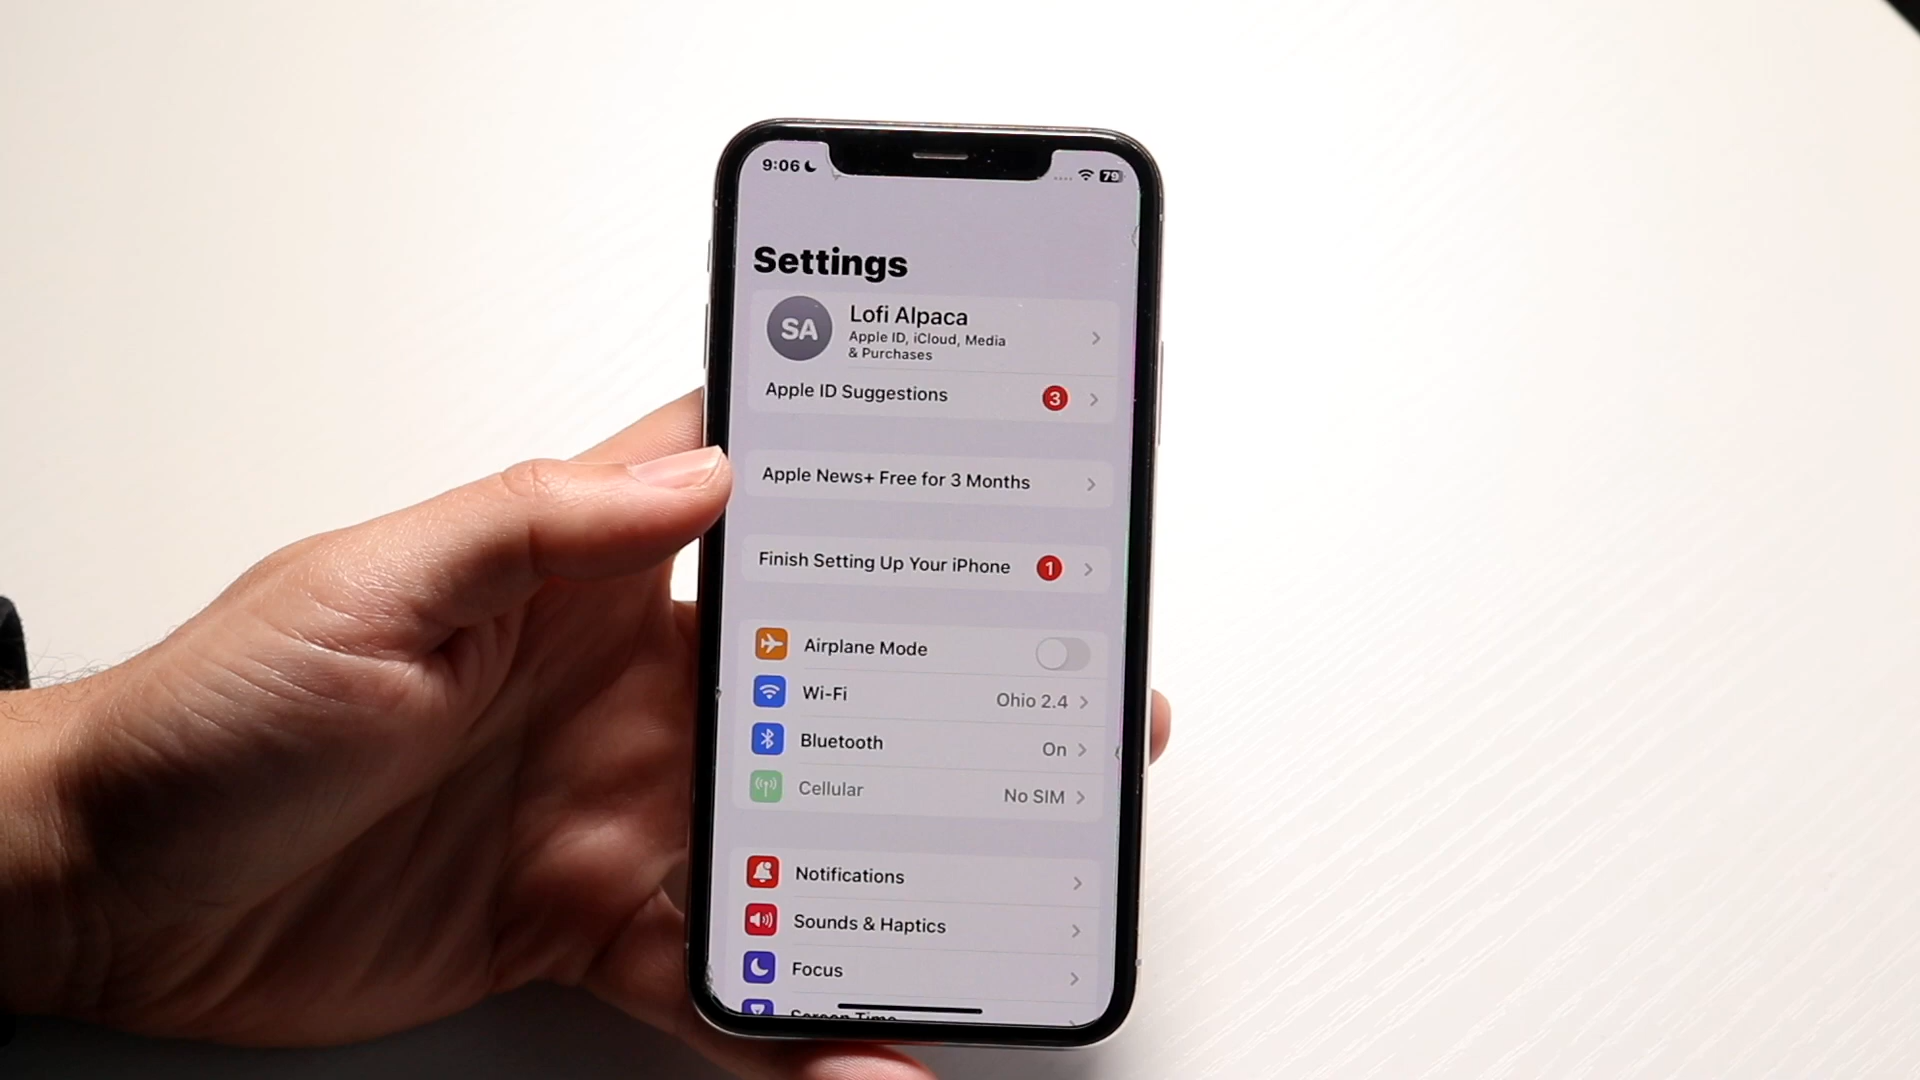 9:06
79
Settings
SA
Lofi Alpaca
Apple ID, iCloud, Media
& Purchases
Apple ID Suggestions 3
Apple News+ Free for 3 Months
Finish Setting Up Your iPhone 1
Airplane Mode
Wi-Fi Ohio 2.4
Bluetooth On
Cellular No SIM
Notifications
Sounds & Haptics
Focus
Screen Time